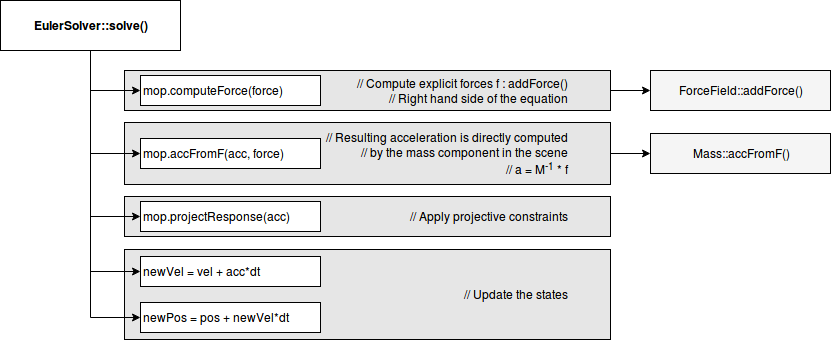 EulerSolver::solve()
mop.computeForce(force)
// Compute explicit forces f : addForce()
// Right hand side of the equation
ForceField::addForce()
mop.accFromF(acc, force)
// Resulting acceleration is directly computed
// by the mass component in the scene
// a = M⁻¹ * f
Mass::accFromF()
mop.projectResponse(acc)
// Apply projective constraints
newVel = vel + acc*dt
// Update the states
newPos = pos + newVel*dt